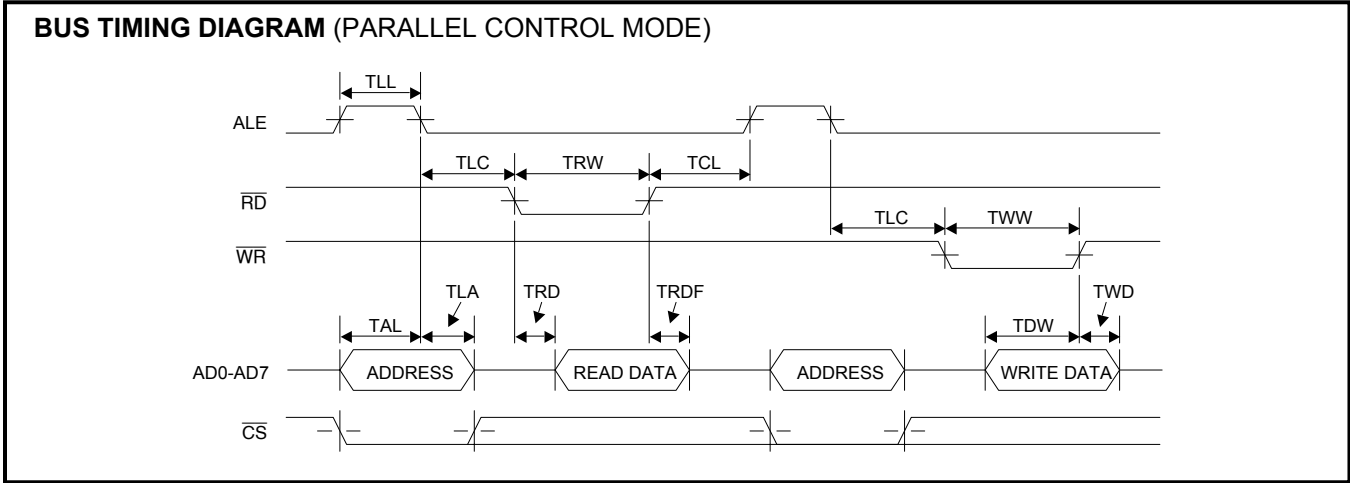 BUS TIMING DIAGRAM (PARALLEL CONTROL MODE)
TLL
ALE
TLC TRW TCL
RD
TLC TWW
WR
TLA TRD TRDF TWD
TAL TDW
AD0-AD7 ADDRESS READ DATA ADDRESS WRITE DATA
CS